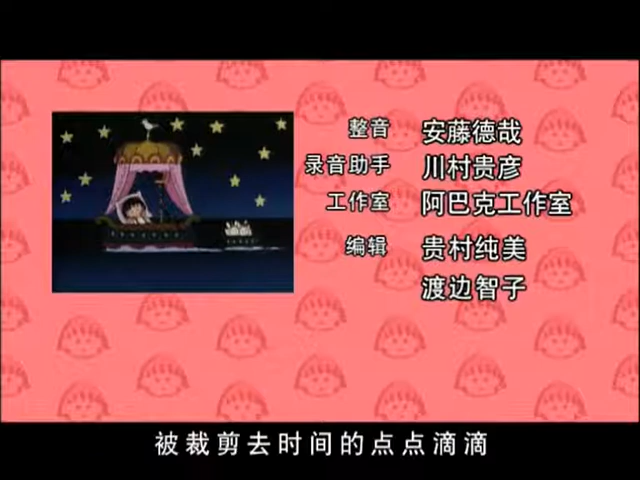 整音 安藤德哉
录音助手 川村贵彦
工作室 阿巴克工作室
编辑 贵村纯美
渡边智子
被裁剪去时间的点点滴滴